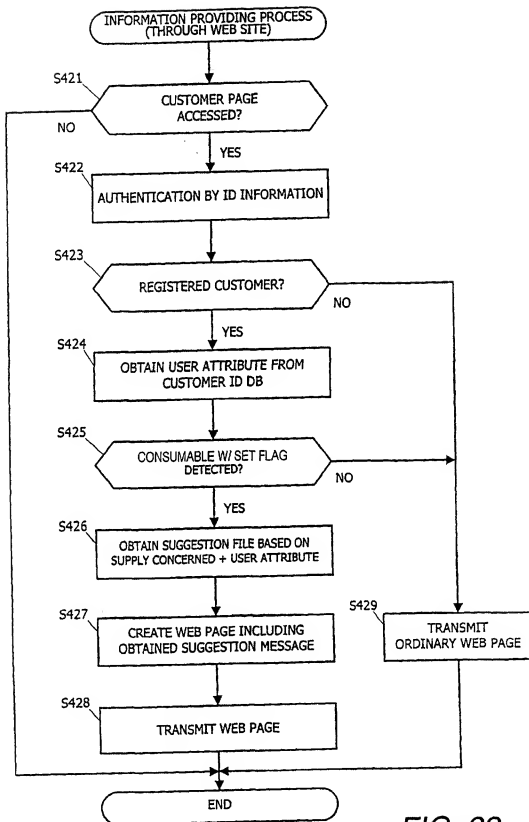 INFORMATION PROVIDING PROCESS
(THROUGH WEB SITE)
S421
CUSTOMER PAGE
ACCESSED?
NO
YES
S422
AUTHENTICATION BY ID INFORMATION
S423
REGISTERED CUSTOMER?
NO
YES
S424
OBTAIN USER ATTRIBUTE FROM
CUSTOMER ID DB
S425
CONSUMABLE W/ SET FLAG
DETECTED?
NO
YES
S426
OBTAIN SUGGESTION FILE BASED ON
SUPPLY CONCERNED + USER ATTRIBUTE
S427
CREATE WEB PAGE INCLUDING
OBTAINED SUGGESTION MESSAGE
S429
TRANSMIT
ORDINARY WEB PAGE
S428
TRANSMIT WEB PAGE
END